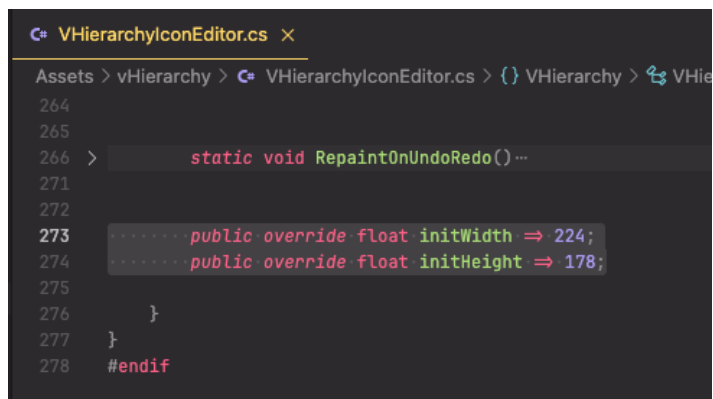 C# VHierarchyIconEditor.cs ×
Assets > vHierarchy > C# VHierarchyIconEditor.cs > {} VHierarchy > VHie
264
265
266 > static void RepaintOnUndoRedo()⋯
271
272
273 ········public·override·float·initWidth·⇒·224;
274 ········public·override·float·initHeight·⇒·178;
275
276 }
277 }
278 #endif